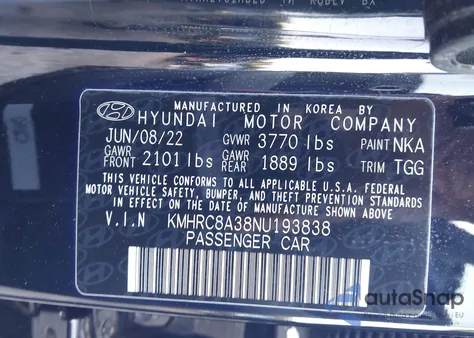 MANUFACTURED IN KOREA BY
HYUNDAI MOTOR COMPANY
JUN/08/22 GVWR 3770 lbs PAINT NKA
GAWR FRONT 2101 lbs GAWR REAR 1889 lbs TRIM TGG
THIS VEHICLE CONFORMS TO ALL APPLICABLE U.S.A. FEDERAL
MOTOR VEHICLE SAFETY, BUMPER, AND THEFT PREVENTION STANDARDS
IN EFFECT ON THE DATE OF MANUFACTURE SHOWN ABOVE.
V.I.N KMHRC8A38NU193838
PASSENGER CAR
autoSnap